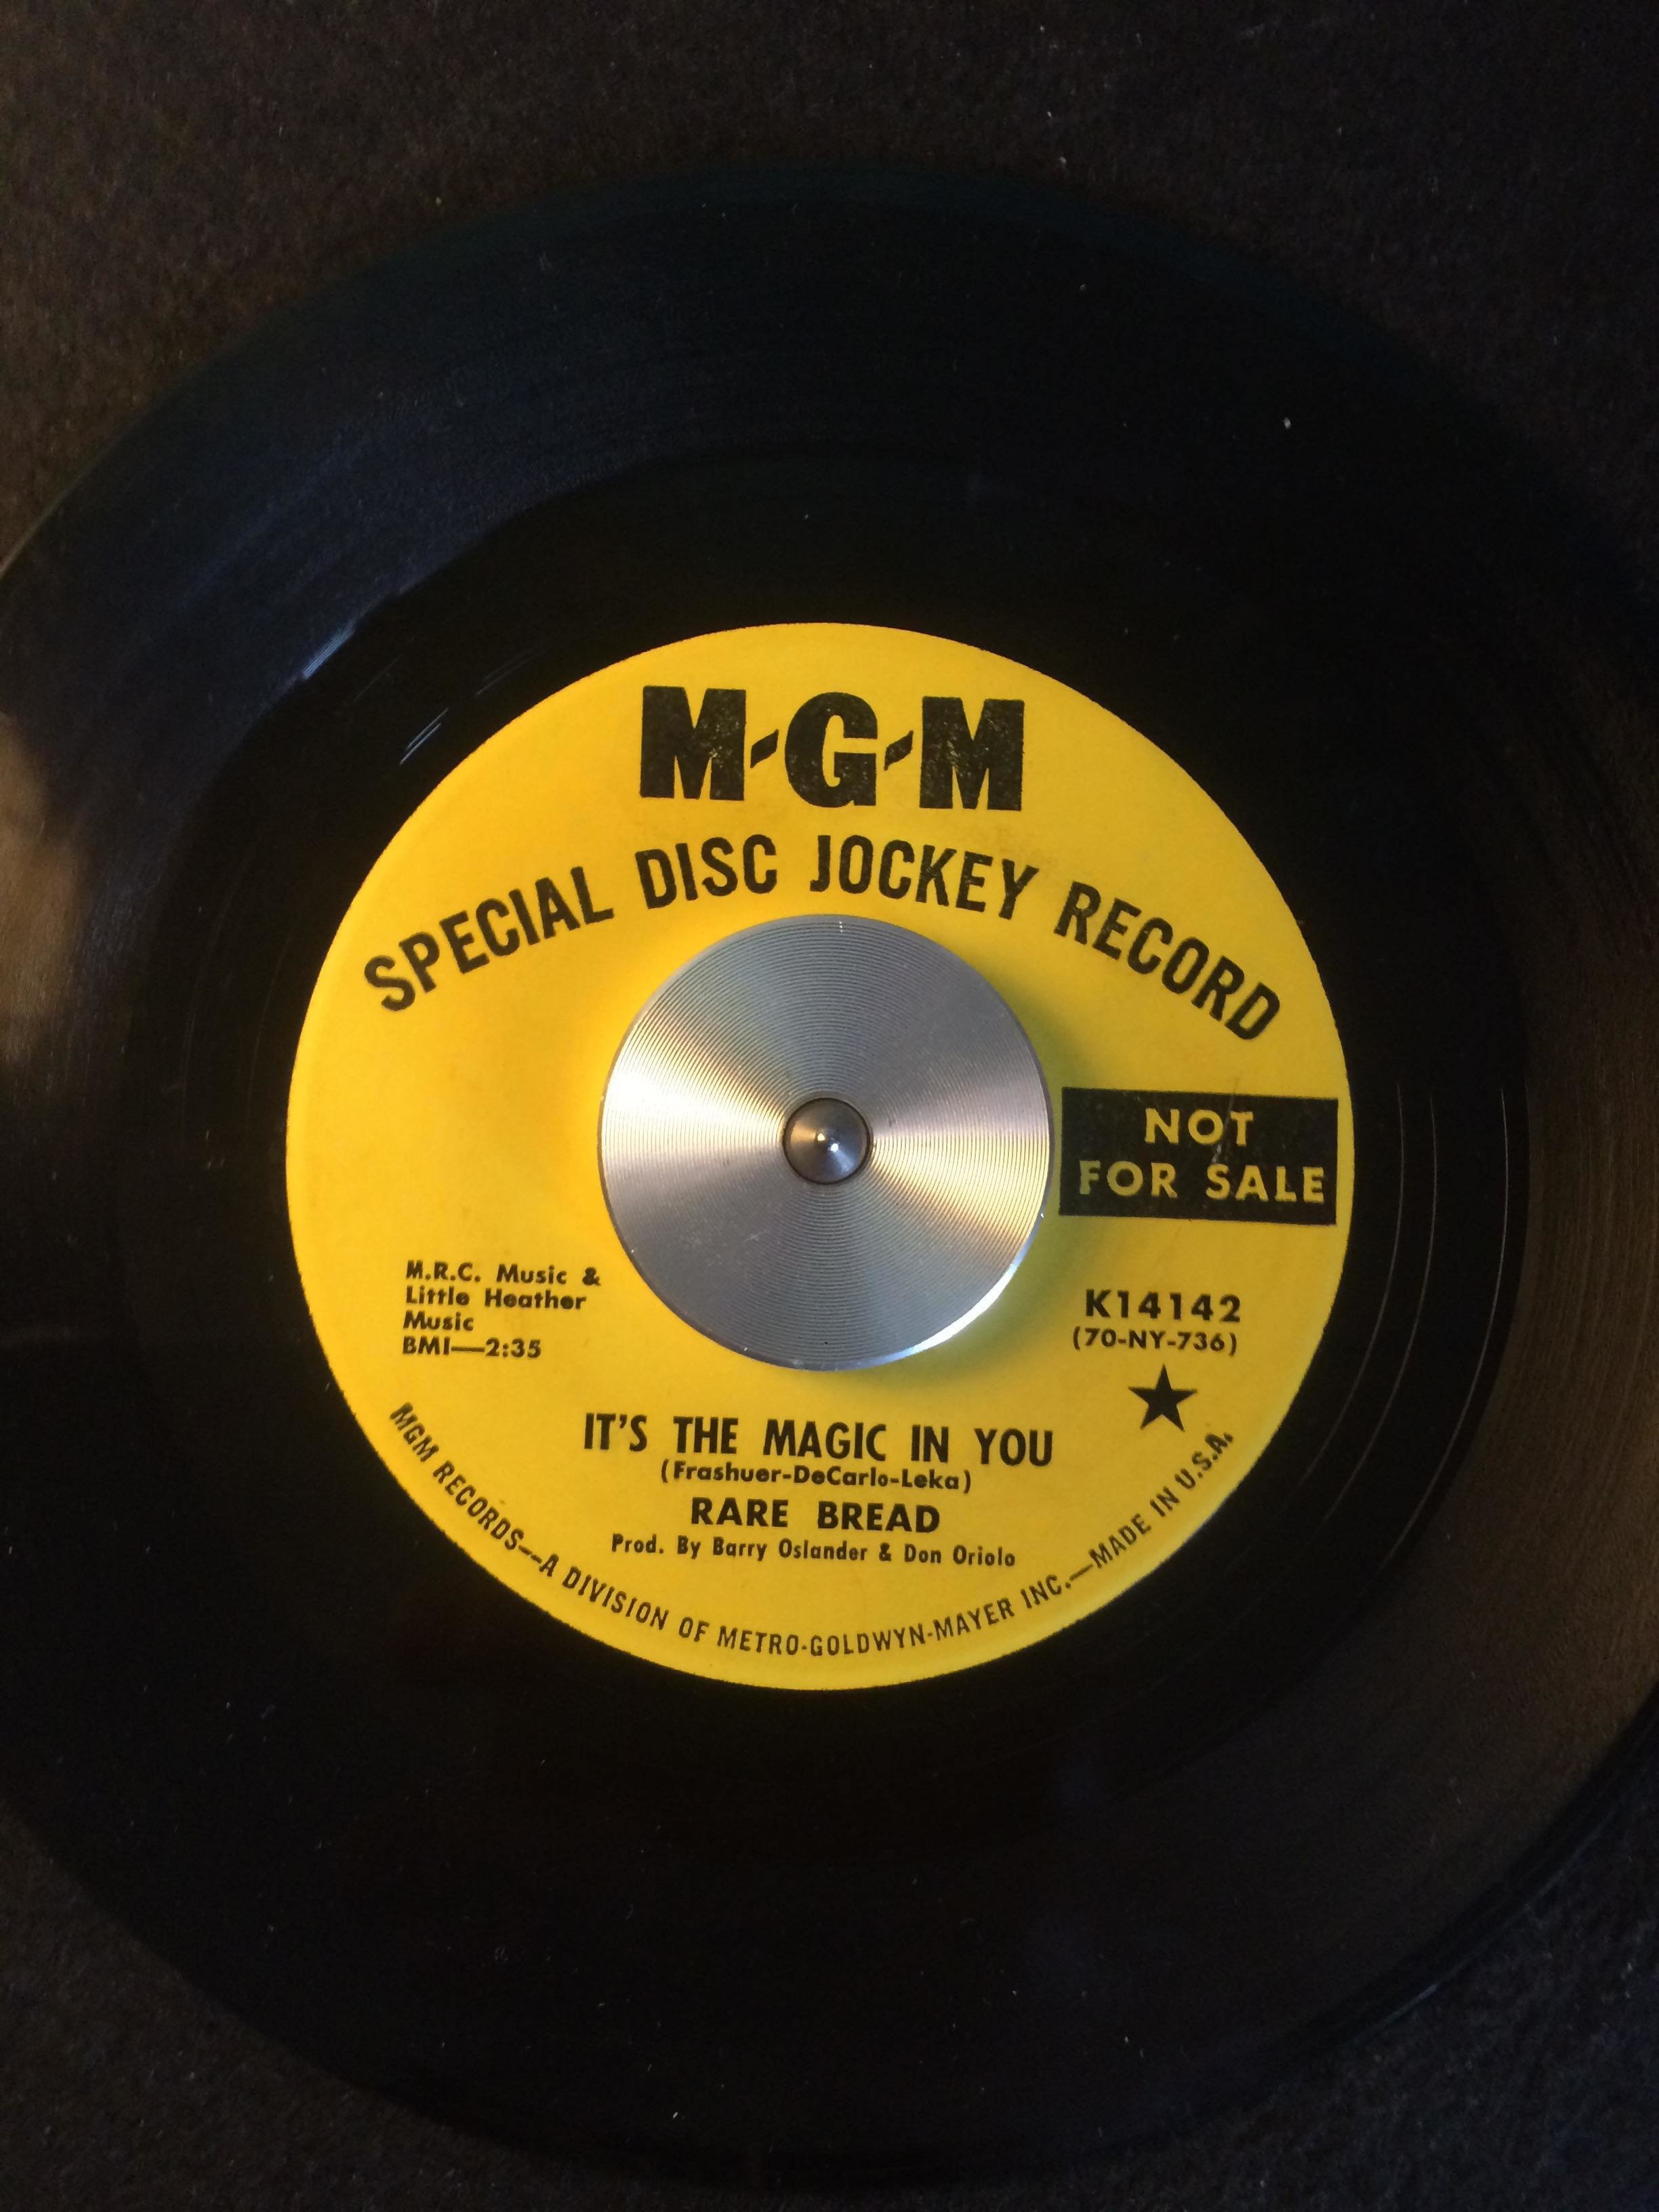 M-G-M
SPECIAL DISC JOCKEY RECORD
NOT
FOR SALE
M.R.C. Music &
Little Heather
Music
BMI—2:35
K14142
(70-NY-736)
IT'S THE MAGIC IN YOU
(Frashuer-DeCarlo-Leka)
RARE BREAD
Prod. By Barry Oslander & Don Oriolo
MGM RECORDS—A DIVISION OF METRO-GOLDWYN-MAYER INC.—MADE IN U.S.A.